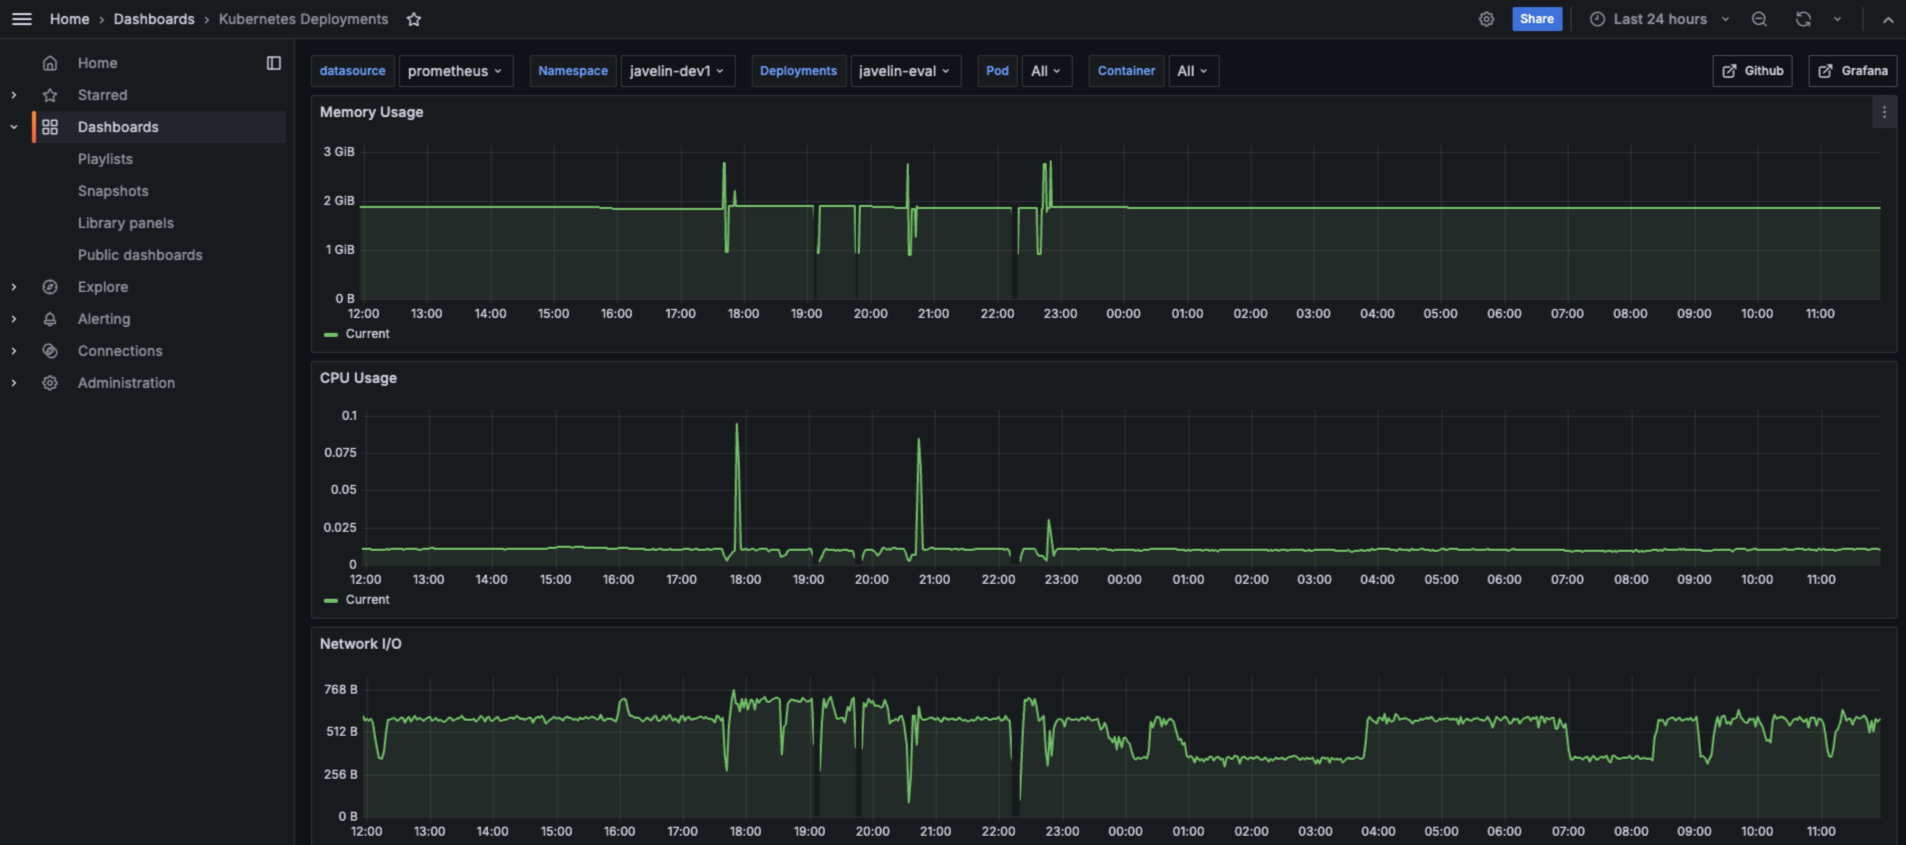 Home › Dashboards › Kubernetes Deployments
Share
Last 24 hours
Home
Starred
Dashboards
Playlists
Snapshots
Library panels
Public dashboards
Explore
Alerting
Connections
Administration
datasource prometheus Namespace javelin-dev1 Deployments javelin-eval Pod All Container All Github Grafana
Memory Usage
3 GiB
2 GiB
1 GiB
0 B
12:00 13:00 14:00 15:00 16:00 17:00 18:00 19:00 20:00 21:00 22:00 23:00 00:00 01:00 02:00 03:00 04:00 05:00 06:00 07:00 08:00 09:00 10:00 11:00
Current
CPU Usage
0.1
0.075
0.05
0.025
0
12:00 13:00 14:00 15:00 16:00 17:00 18:00 19:00 20:00 21:00 22:00 23:00 00:00 01:00 02:00 03:00 04:00 05:00 06:00 07:00 08:00 09:00 10:00 11:00
Current
Network I/O
768 B
512 B
256 B
0 B
12:00 13:00 14:00 15:00 16:00 17:00 18:00 19:00 20:00 21:00 22:00 23:00 00:00 01:00 02:00 03:00 04:00 05:00 06:00 07:00 08:00 09:00 10:00 11:00